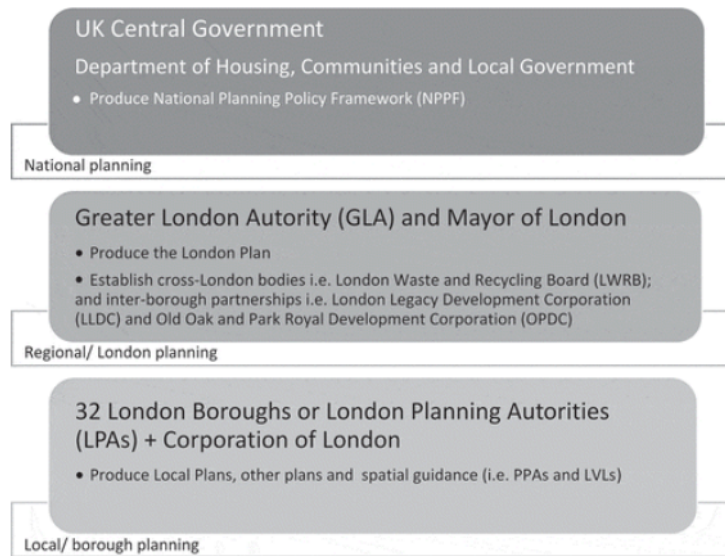 UK Central Government
Department of Housing, Communities and Local Government
• Produce National Planning Policy Framework (NPPF)
National planning
Greater London Autority (GLA) and Mayor of London
• Produce the London Plan
• Establish cross-London bodies i.e. London Waste and Recycling Board (LWRB);
and inter-borough partnerships i.e. London Legacy Development Corporation
(LLDC) and Old Oak and Park Royal Development Corporation (OPDC)
Regional/ London planning
32 London Boroughs or London Planning Autorities
(LPAs) + Corporation of London
• Produce Local Plans, other plans and spatial guidance (i.e. PPAs and LVLs)
Local/ borough planning